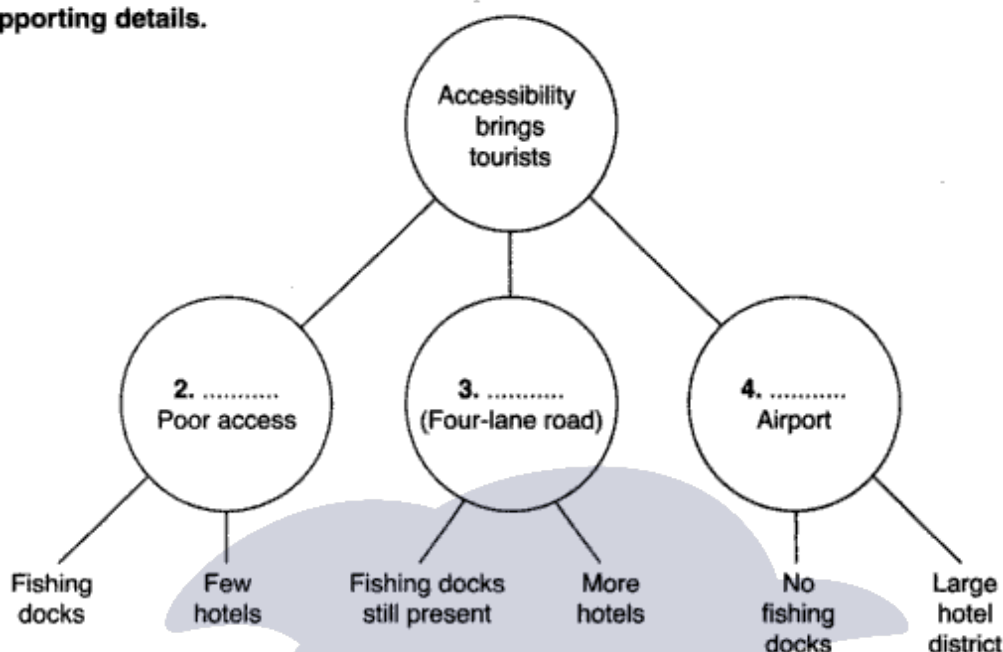 pporting details.
Accessibility
brings
tourists
2. ...........
Poor access
3. ...........
(Four-lane road)
4. ...........
Airport
Fishing
docks
Few
hotels
Fishing docks
still present
More
hotels
No
fishing
docks
Large
hotel
district